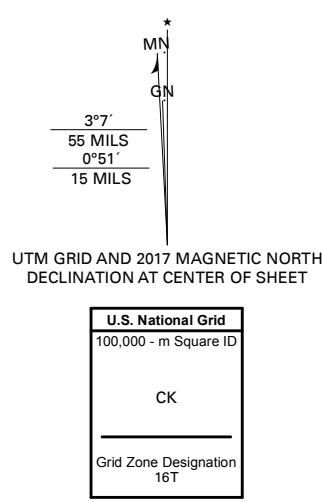 MN
GN
3°7´
55 MILS
0°51´
15 MILS
UTM GRID AND 2017 MAGNETIC NORTH
DECLINATION AT CENTER OF SHEET
U.S. National Grid
100,000 - m Square ID
CK
Grid Zone Designation
16T